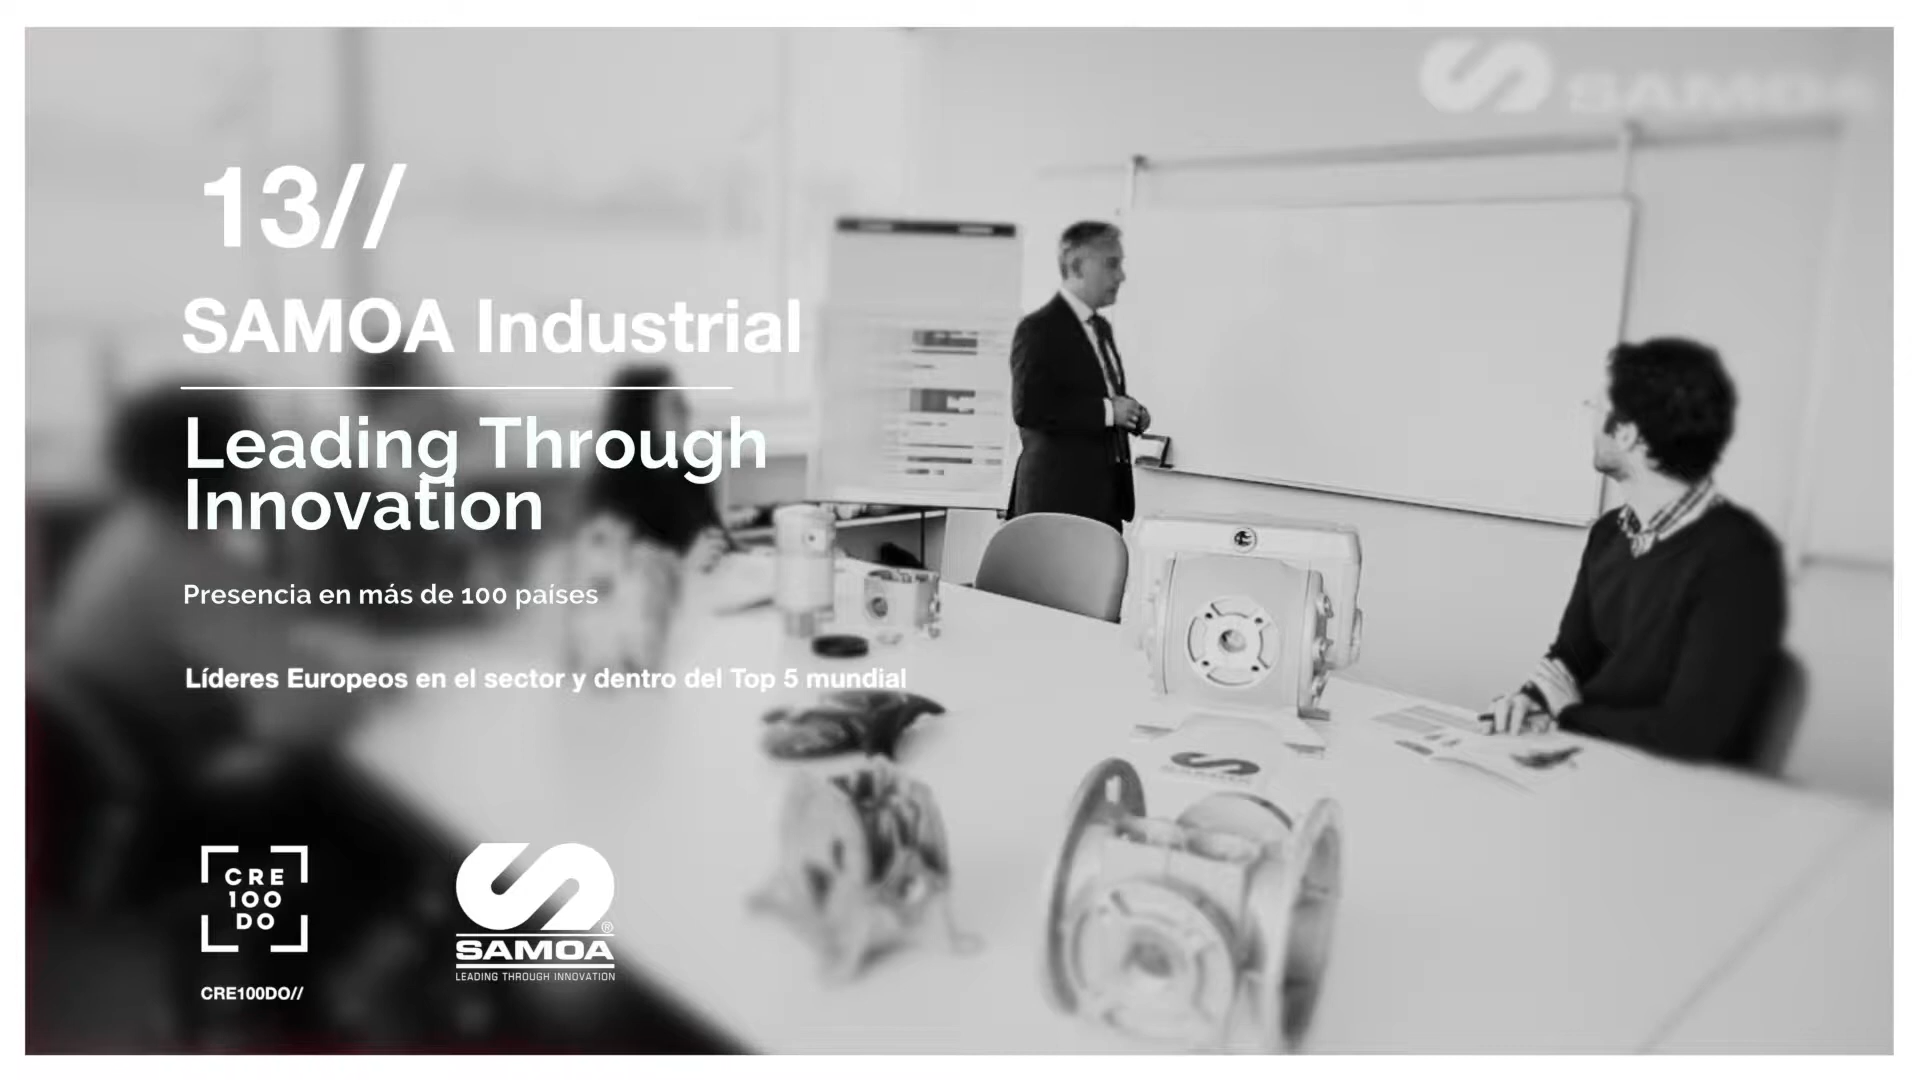 SAMOA
13//
SAMOA Industrial
Leading Through
Innovation
Presencia en más de 100 países
Líderes Europeos en el sector y dentro del Top 5 mundial
CRE
100
DO
CRE100DO//
SAMOA
LEADING THROUGH INNOVATION